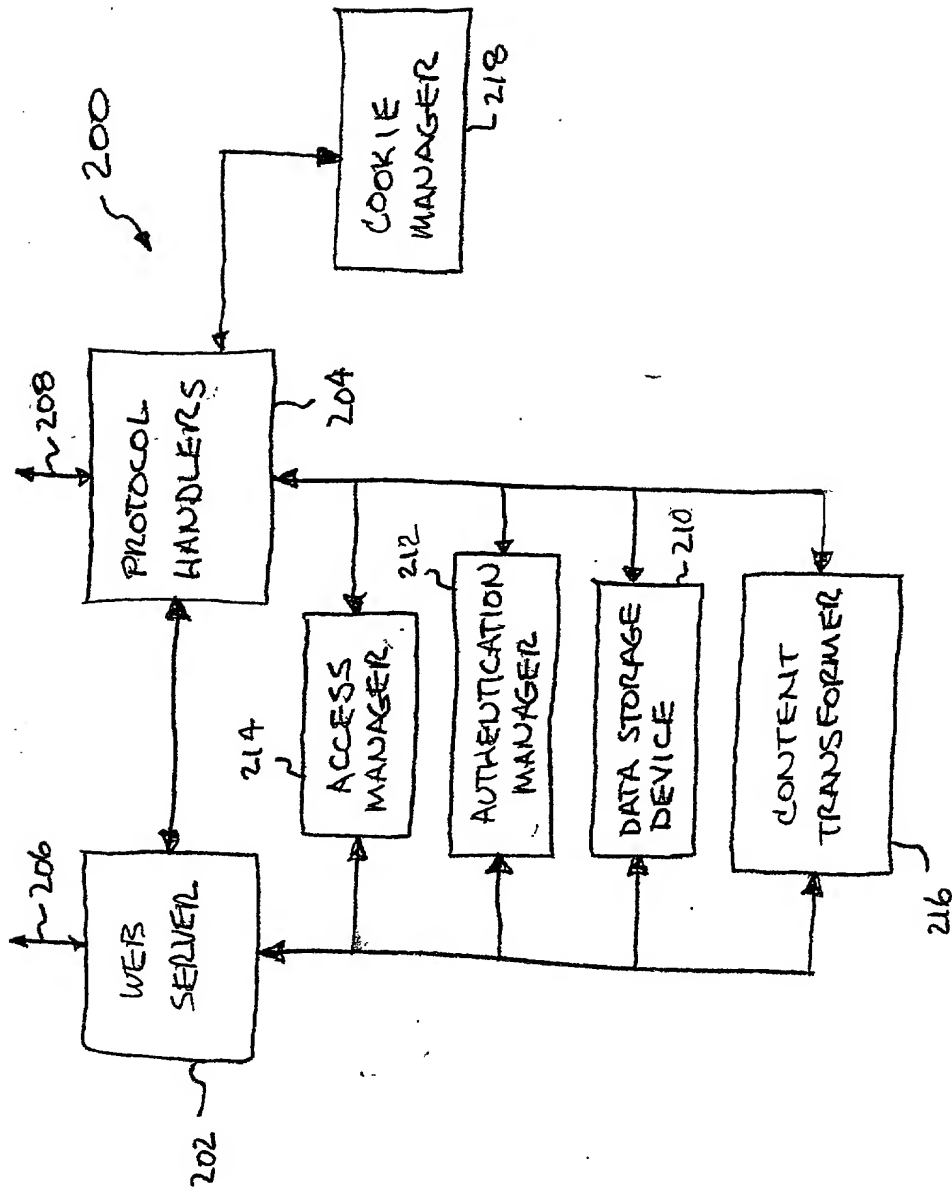 200
206
WEB
SERVER
202
208
PROTOCOL
HANDLERS
204
COOKIE
MANAGER
218
214
ACCESS
MANAGER
212
AUTHENTICATION
MANAGER
DATA STORAGE
DEVICE
210
CONTENT
TRANSFORMER
216